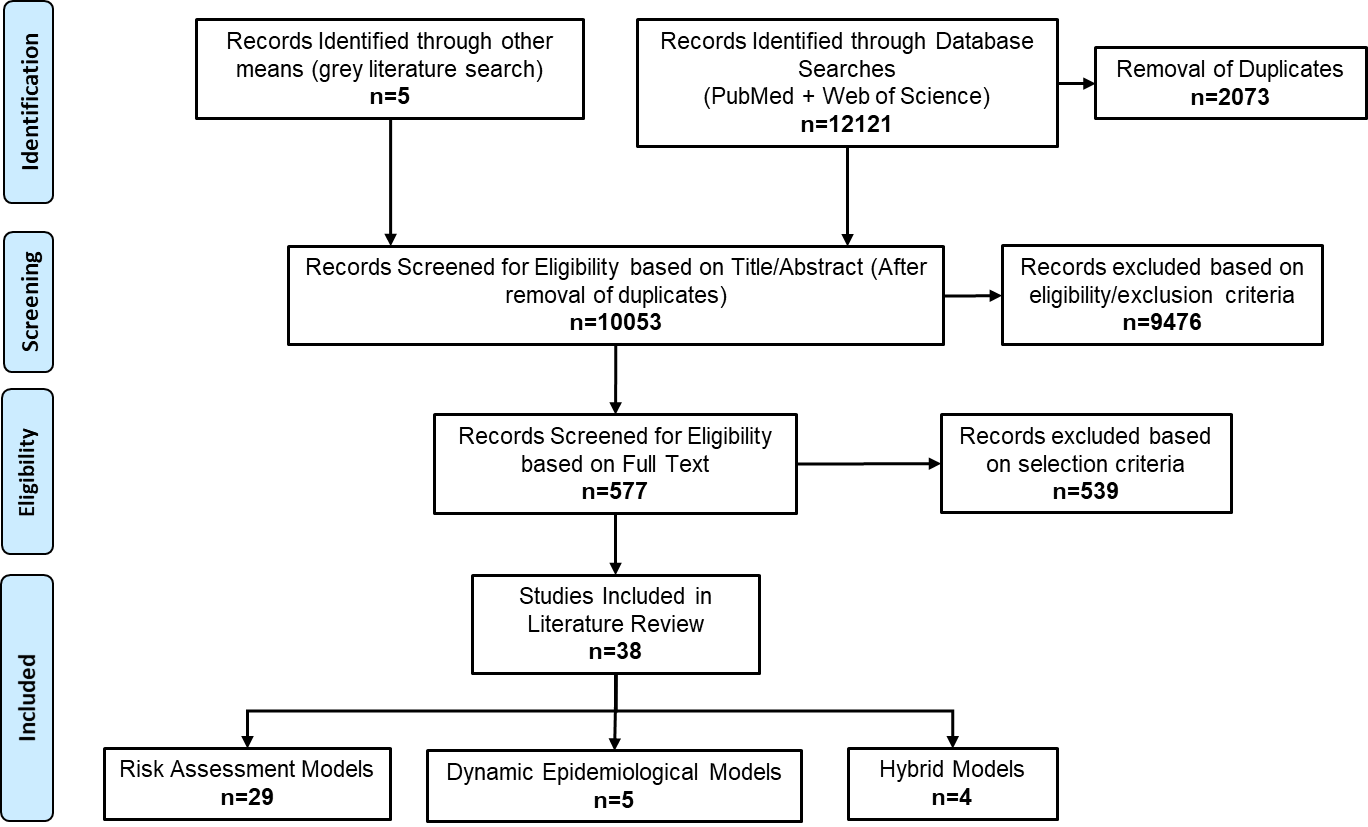 Identification
Records Identified through other
means (grey literature search)
n=5
Records Identified through Database
Searches
(PubMed + Web of Science)
n=12121
Removal of Duplicates
n=2073
Screening
Records Screened for Eligibility based on Title/Abstract (After
removal of duplicates)
n=10053
Records excluded based on
eligibility/exclusion criteria
n=9476
Eligibility
Records Screened for Eligibility
based on Full Text
n=577
Records excluded based
on selection criteria
n=539
Included
Studies Included in
Literature Review
n=38
Risk Assessment Models
n=29
Dynamic Epidemiological Models
n=5
Hybrid Models
n=4